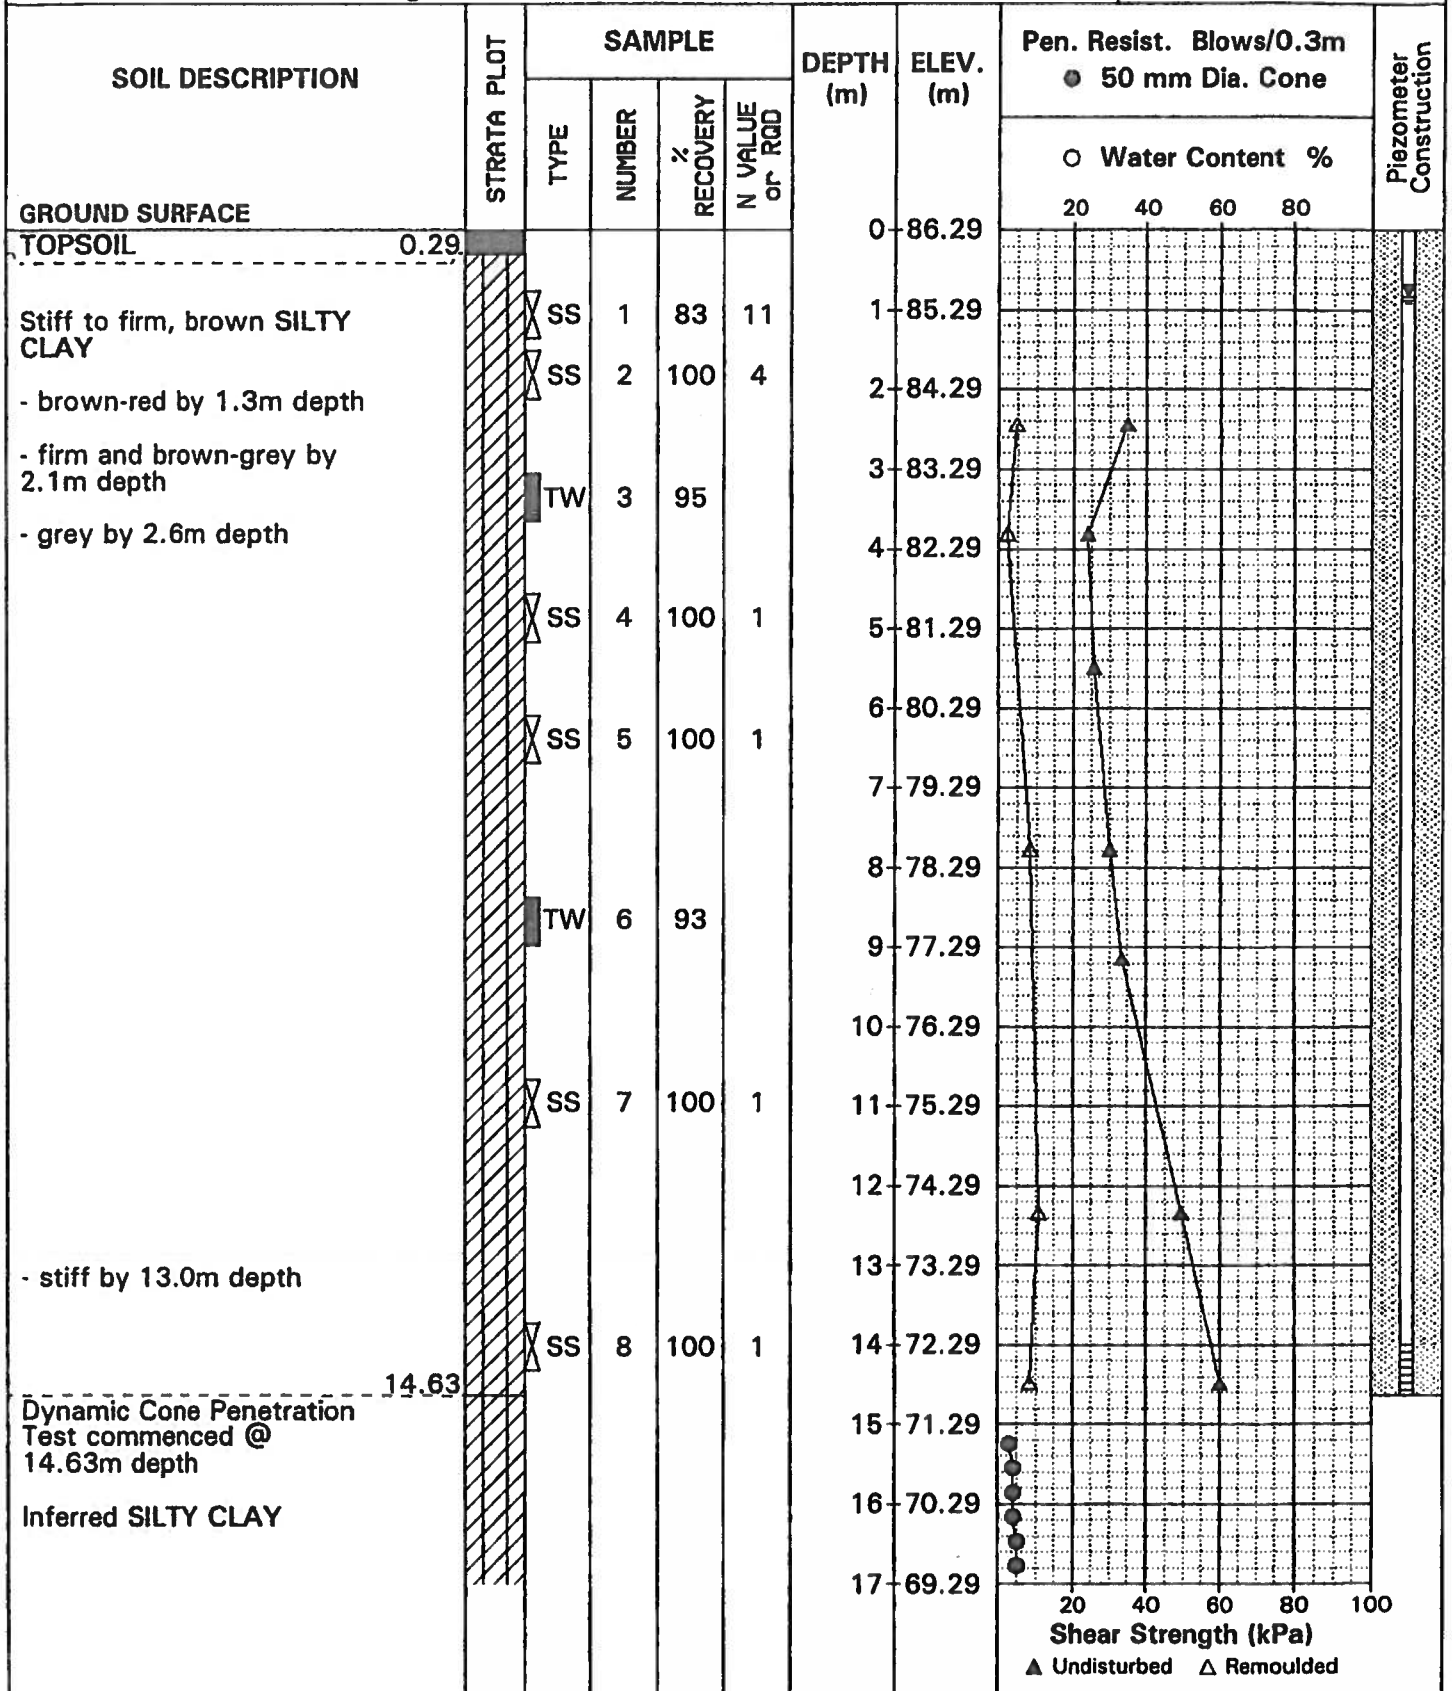 SOIL DESCRIPTION
GROUND SURFACE
STRATA PLOT
SAMPLE
TYPE
NUMBER
% RECOVERY
N VALUE or RQD
DEPTH (m)
ELEV. (m)
Pen. Resist. Blows/0.3m
● 50 mm Dia. Cone
○ Water Content %
20 40 60 80
Piezometer Construction
TOPSOIL 0.29
0 86.29
Stiff to firm, brown SILTY
CLAY
SS 1 83 11
1 85.29
SS 2 100 4
2 84.29
- brown-red by 1.3m depth
- firm and brown-grey by
2.1m depth
3 83.29
TW 3 95
- grey by 2.6m depth
4 82.29
SS 4 100 1
5 81.29
6 80.29
SS 5 100 1
7 79.29
8 78.29
TW 6 93
9 77.29
10 76.29
SS 7 100 1
11 75.29
12 74.29
- stiff by 13.0m depth
13 73.29
SS 8 100 1
14 72.29
14.63
Dynamic Cone Penetration
Test commenced @
14.63m depth
15 71.29
Inferred SILTY CLAY
16 70.29
17 69.29
20 40 60 80 100
Shear Strength (kPa)
▲ Undisturbed △ Remoulded